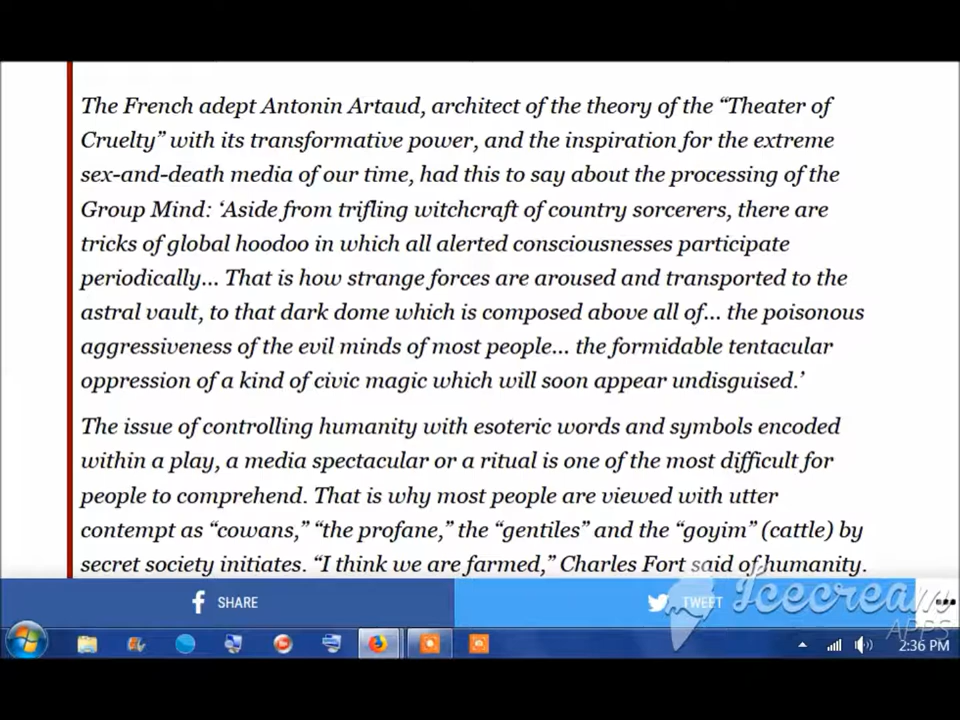 The French adept Antonin Artaud, architect of the theory of the “Theater of
Cruelty” with its transformative power, and the inspiration for the extreme
sex-and-death media of our time, had this to say about the processing of the
Group Mind: ‘Aside from trifling witchcraft of country sorcerers, there are
tricks of global hoodoo in which all alerted consciousnesses participate
periodically… That is how strange forces are aroused and transported to the
astral vault, to that dark dome which is composed above all of… the poisonous
aggressiveness of the evil minds of most people… the formidable tentacular
oppression of a kind of civic magic which will soon appear undisguised.’
The issue of controlling humanity with esoteric words and symbols encoded
within a play, a media spectacular or a ritual is one of the most difficult for
people to comprehend. That is why most people are viewed with utter
contempt as “cowans,” “the profane,” the “gentiles” and the “goyim” (cattle) by
secret society initiates. “I think we are farmed,” Charles Fort said of humanity.
SHARE
TWEET
Icecream
APPS
2:36 PM